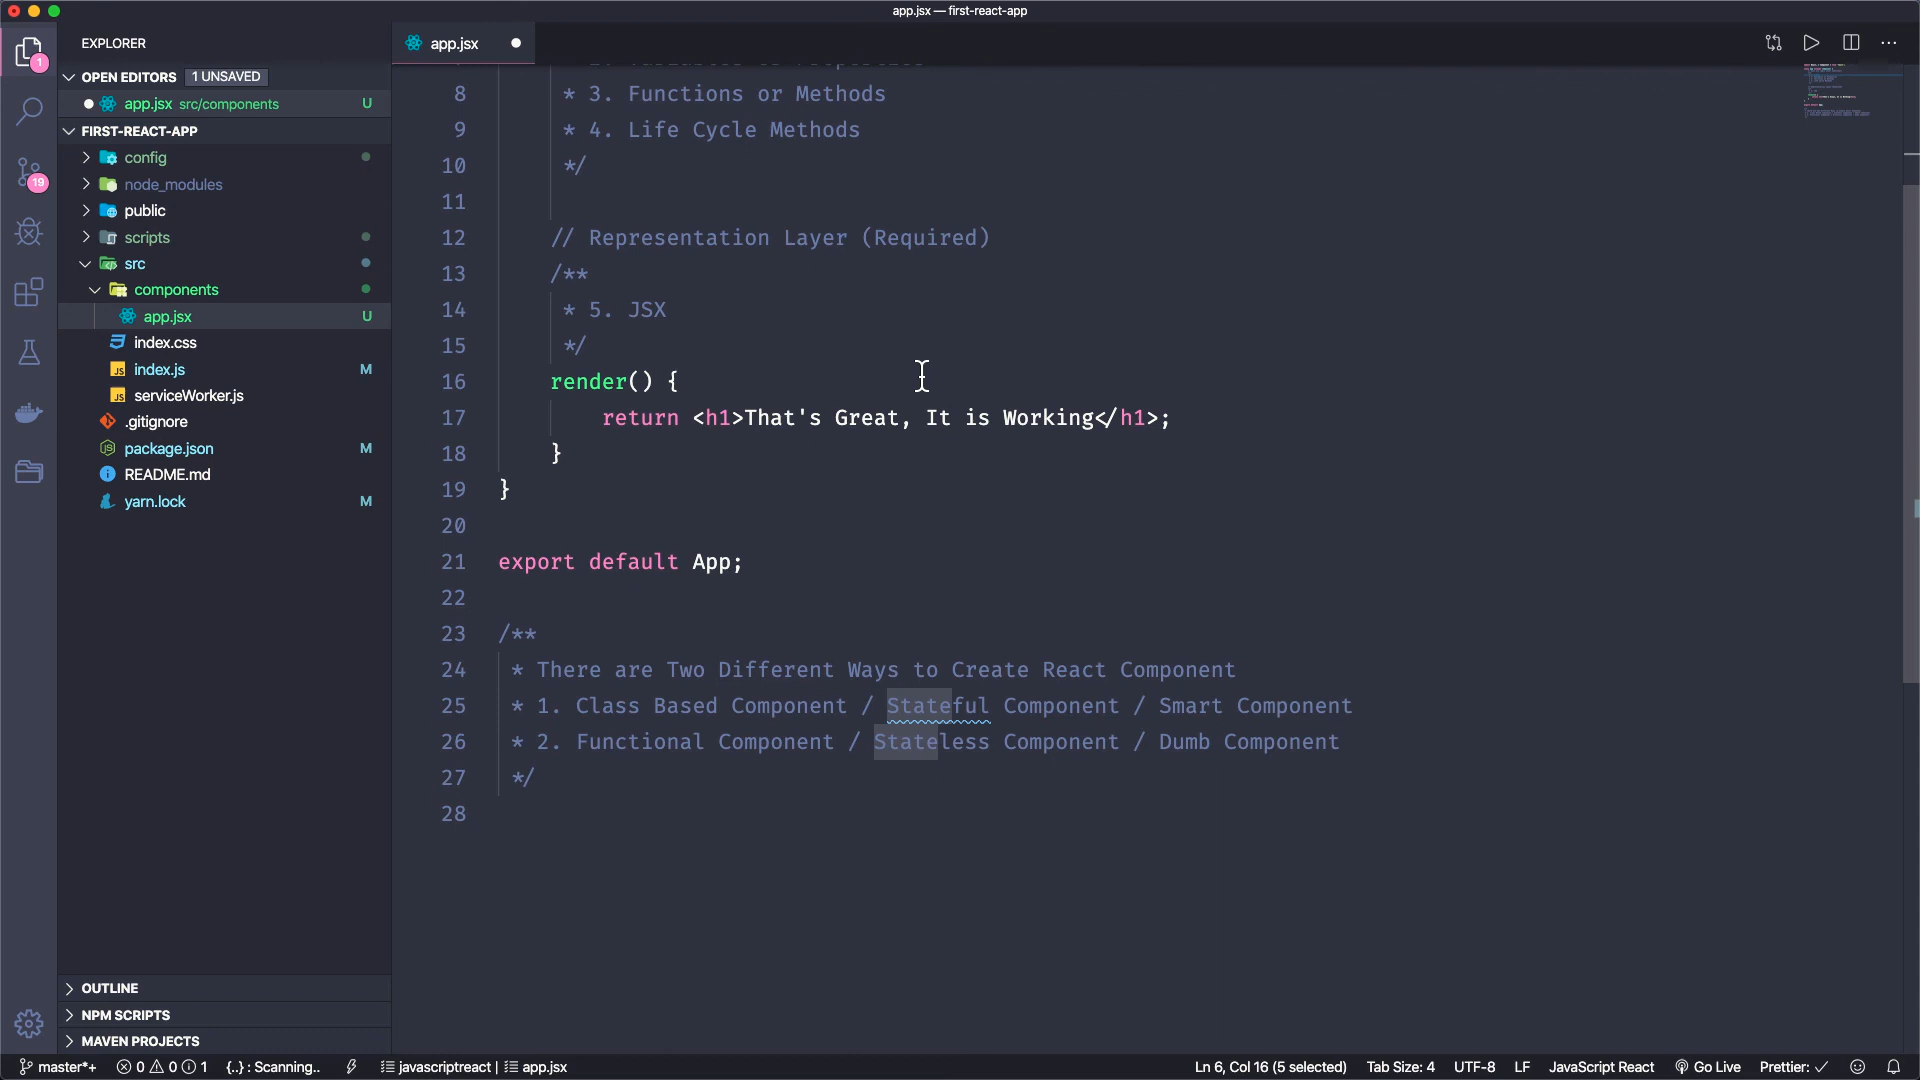 app.jsx — first-react-app
EXPLORER
OPEN EDITORS 1 UNSAVED
app.jsx src/components U
FIRST-REACT-APP
config
node_modules
public
scripts
src
components
app.jsx U
index.css
index.js M
serviceWorker.js
.gitignore
package.json M
README.md
yarn.lock M
OUTLINE
NPM SCRIPTS
MAVEN PROJECTS
1
19
app.jsx
8 * 3. Functions or Methods
9 * 4. Life Cycle Methods
10 */
11
12 // Representation Layer (Required)
13 /**
14 * 5. JSX
15 */
16 render() {
17 return <h1>That's Great, It is Working</h1>;
18 }
19 }
20
21 export default App;
22
23 /**
24 * There are Two Different Ways to Create React Component
25 * 1. Class Based Component / Stateful Component / Smart Component
26 * 2. Functional Component / Stateless Component / Dumb Component
27 */
28
master*+ 0 0 1 {..} : Scanning.. javascriptreact | app.jsx Ln 6, Col 16 (5 selected) Tab Size: 4 UTF-8 LF JavaScript React Go Live Prettier: ✓